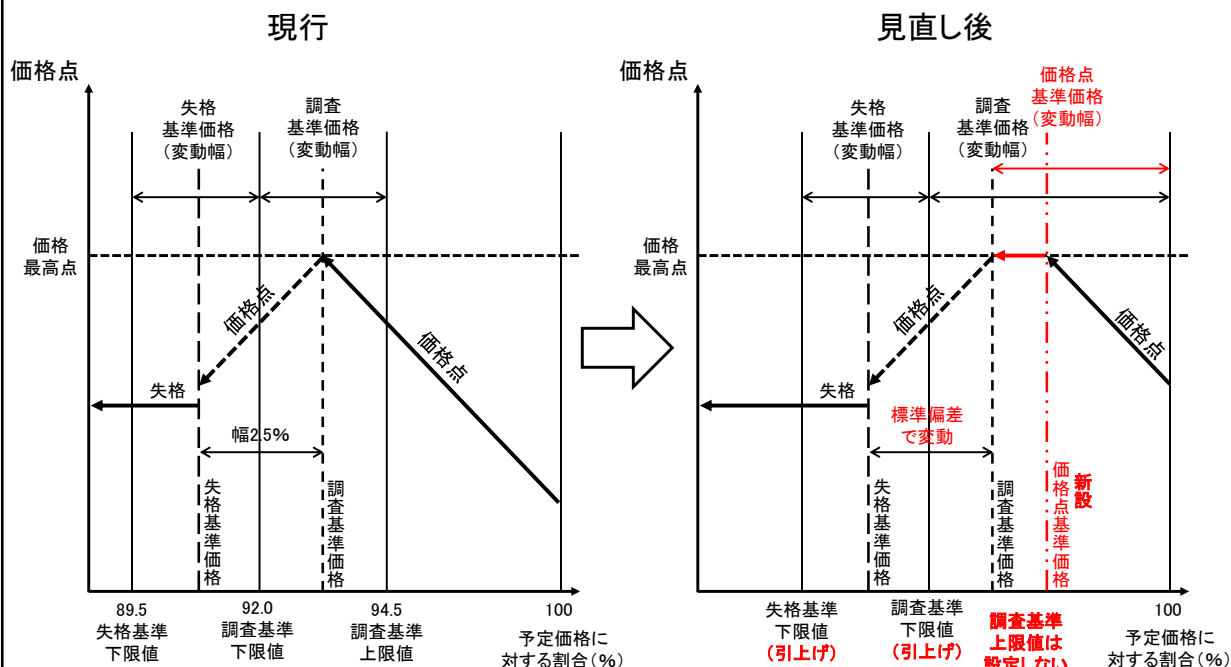 現行
価格点
失格
基準価格
（変動幅）
調査
基準価格
（変動幅）
価格
最高点
価格点
価格点
失格
幅2.5%
失格基準価格
調査基準価格
89.5
失格基準
下限値
92.0
調査基準
下限値
94.5
調査基準
上限値
100
予定価格に
対する割合(%)
見直し後
価格点
失格
基準価格
（変動幅）
調査
基準価格
（変動幅）
価格点
基準価格
（変動幅）
価格
最高点
価格点
価格点
失格
標準偏差
で変動
失格基準価格
調査基準価格
価格点基準価格
新設
失格基準
下限値
（引上げ）
調査基準
下限値
（引上げ）
調査基準
上限値は
設定しない
100
予定価格に
対する割合(%)